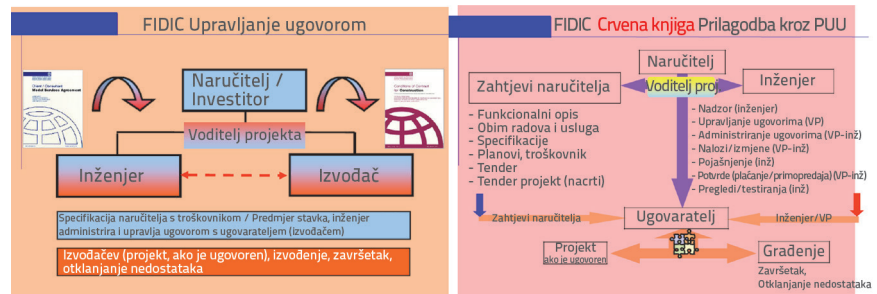 FIDIC Upravljanje ugovorom
Naručitelj /
Investitor
Voditelj projekta
Inženjer
Izvođač
Specifikacija naručitelja s troškovnikom / Predmjer stavka, inženjer
administrira i upravlja ugovorom s ugovarateljem (izvođačem)
Izvođačev (projekt, ako je ugovoren), izvođenje, završetak,
otklanjanje nedostataka
FIDIC Crvena knjiga Prilagodba kroz PUU
Naručitelj
Zahtjevi naručitelja
Voditelj proj.
Inženjer
- Funkcionalni opis
- Obim radova i usluga
- Specifikacije
- Planovi, troškovnik
- Tender
- Tender projekt (nacrti)
- Nadzor (inženjer)
- Upravljanje ugovorima (VP)
- Administriranje ugovorima (VP-inž)
- Nalozi/izmjene (VP-inž)
- Pojašnjenje (inž)
- Potvrde (plaćanje/primopredaja) (VP-inž)
- Pregledi/testiranja (inž)
Zahtjevi naručitelja
Ugovaratelj
Inženjer/VP
Projekt
ako je ugovoren
Građenje
Završetak,
Otklanjanje nedostataka